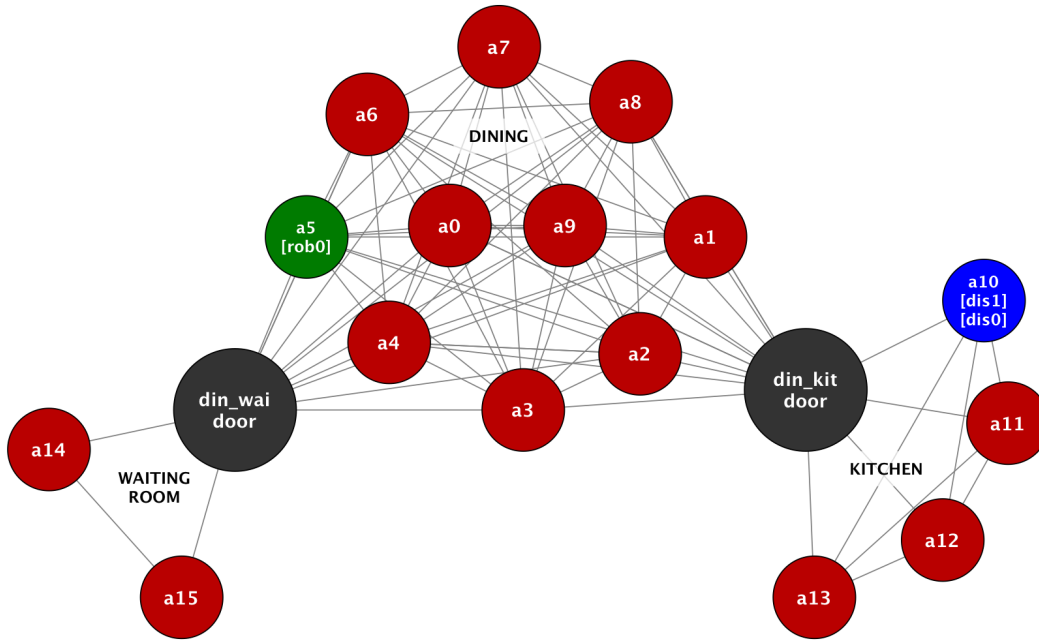 a7
a8
a6
DINING
a0
a9
a1
a5
[rob0]
a10
[dis1]
[dis0]
a4
a2
din_kit
door
din_wai
door
a3
a11
a14
WAITING
ROOM
KITCHEN
a12
a15
a13